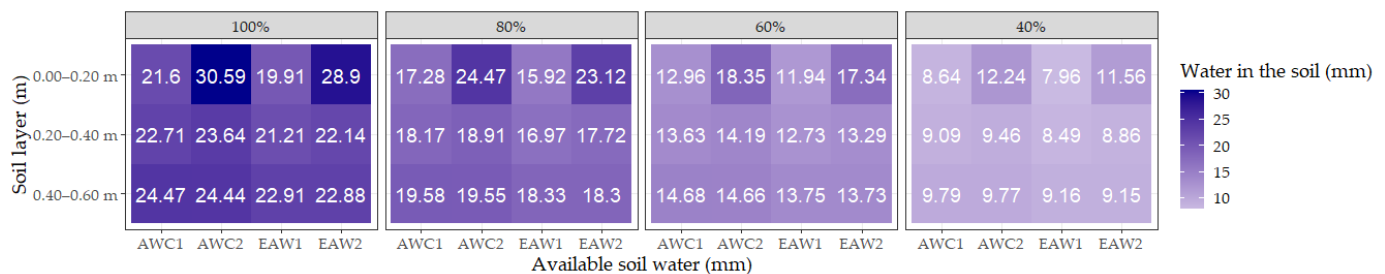 100% 80% 60% 40%
Soil layer (m)
0.00–0.20 m 21.6 30.59 19.91 28.9 17.28 24.47 15.92 23.12 12.96 18.35 11.94 17.34 8.64 12.24 7.96 11.56
0.20–0.40 m 22.71 23.64 21.21 22.14 18.17 18.91 16.97 17.72 13.63 14.19 12.73 13.29 9.09 9.46 8.49 8.86
0.40–0.60 m 24.47 24.44 22.91 22.88 19.58 19.55 18.33 18.3 14.68 14.66 13.75 13.73 9.79 9.77 9.16 9.15
AWC1 AWC2 EAW1 EAW2 AWC1 AWC2 EAW1 EAW2 AWC1 AWC2 EAW1 EAW2 AWC1 AWC2 EAW1 EAW2
Available soil water (mm)
Water in the soil (mm)
30
25
20
15
10